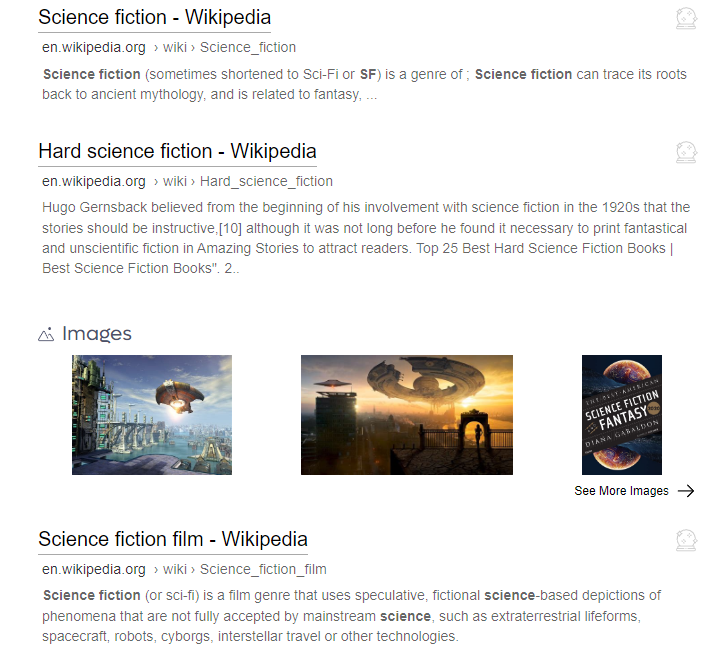 Science fiction - Wikipedia
en.wikipedia.org › wiki › Science_fiction
Science fiction (sometimes shortened to Sci-Fi or SF) is a genre of ; Science fiction can trace its roots
back to ancient mythology, and is related to fantasy, ...
Hard science fiction - Wikipedia
en.wikipedia.org › wiki › Hard_science_fiction
Hugo Gernsback believed from the beginning of his involvement with science fiction in the 1920s that the
stories should be instructive.[10] although it was not long before he found it necessary to print fantastical
and unscientific fiction in Amazing Stories to attract readers. Top 25 Best Hard Science Fiction Books |
Best Science Fiction Books". 2..
Images
THE BEST AMERICAN
SCIENCE FICTION
FANTASY
DIANA GABALDON
See More Images
Science fiction film - Wikipedia
en.wikipedia.org › wiki › Science_fiction_film
Science fiction (or sci-fi) is a film genre that uses speculative, fictional science-based depictions of
phenomena that are not fully accepted by mainstream science, such as extraterrestrial lifeforms,
spacecraft, robots, cyborgs, interstellar travel or other technologies.